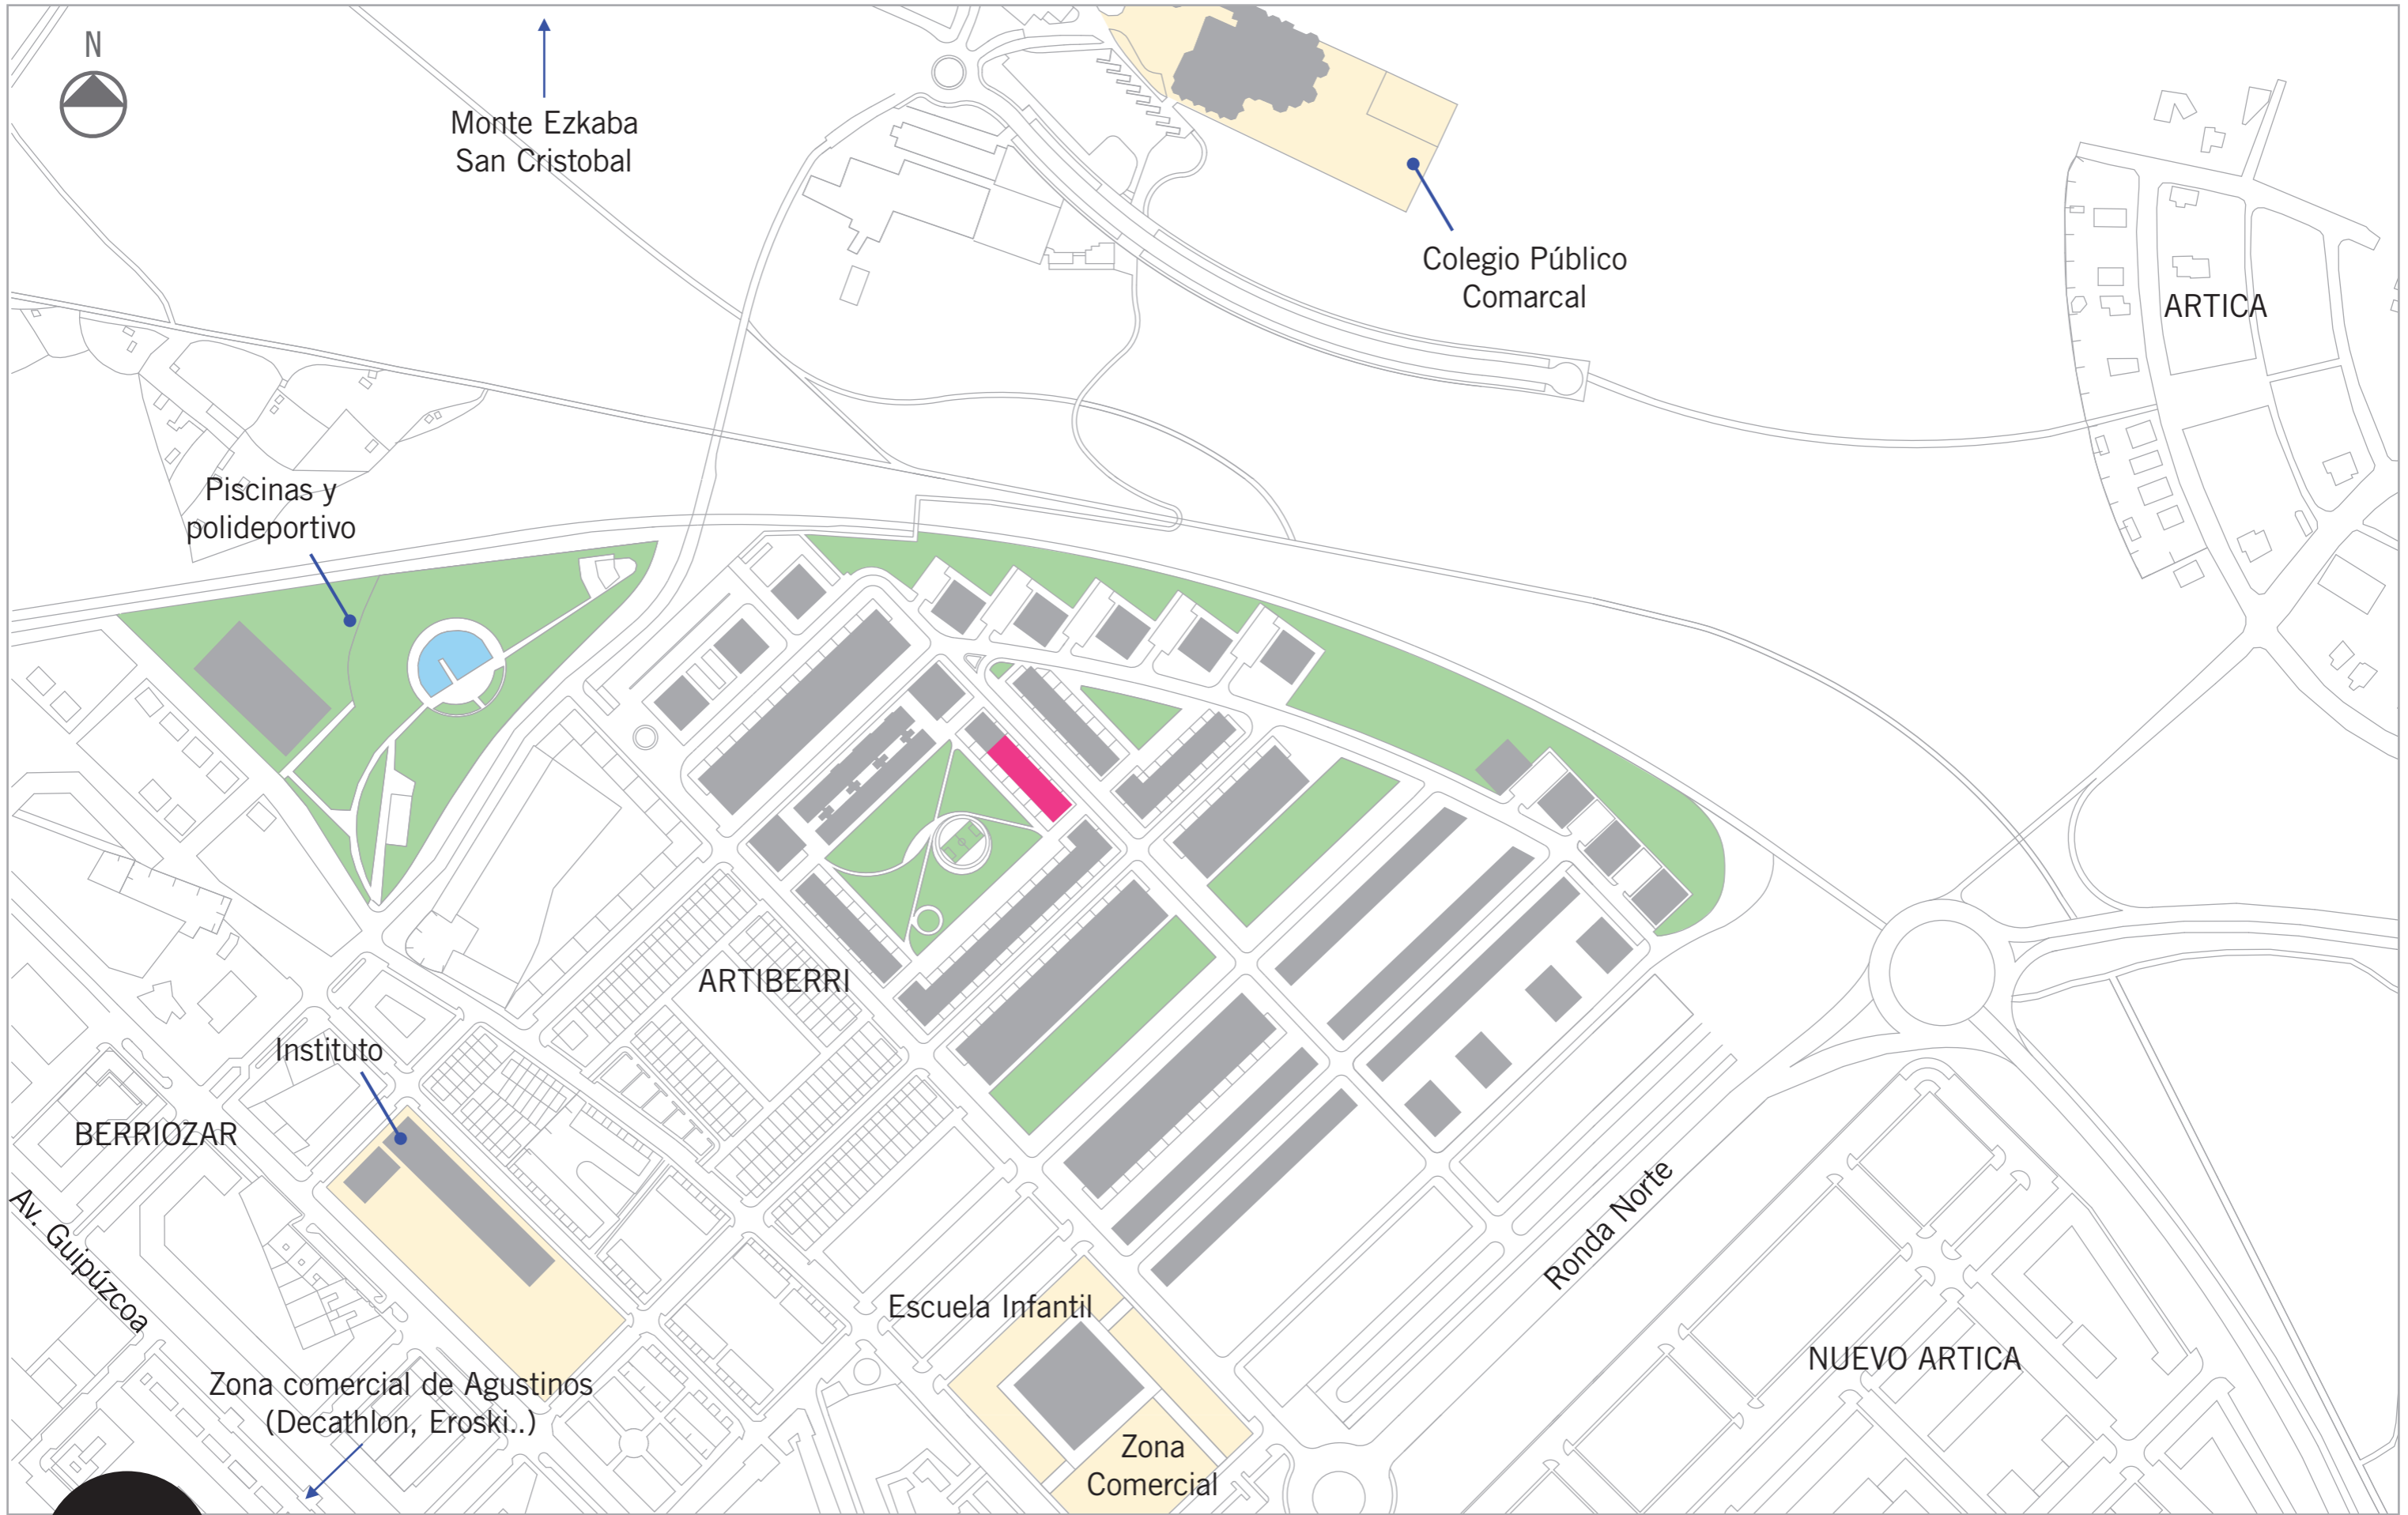 N
Monte Ezkaba
San Cristobal
Colegio Público
Comarcal
ARTICA
Piscinas y
polideportivo
ARTIBERRI
Instituto
BERRIOZAR
Av. Guipúzcoa
Ronda Norte
Escuela Infantil
NUEVO ARTICA
Zona comercial de Agustinos
(Decathlon, Eroski..)
Zona
Comercial